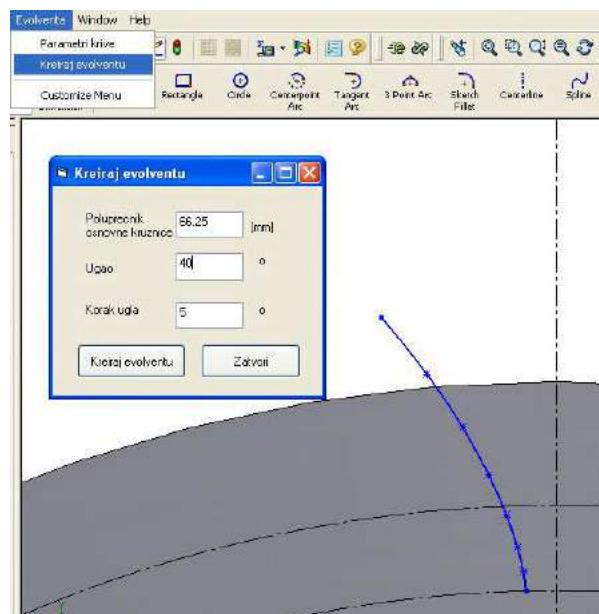 Evolventa Window Help
Parametri krive
Kreiraj evolventu
Customize Menu
Rectangle
Circle
Centerpoint
Arc
Tangent
Arc
3 Point Arc
Sketch
Fillet
Centerline
Spline
Kreiraj evolventu
Poluprecnik
osnovne kruznice
66.25
[mm]
Ugao
40
o
Korak ugla
5
o
Kreiraj evolventu
Zatvori